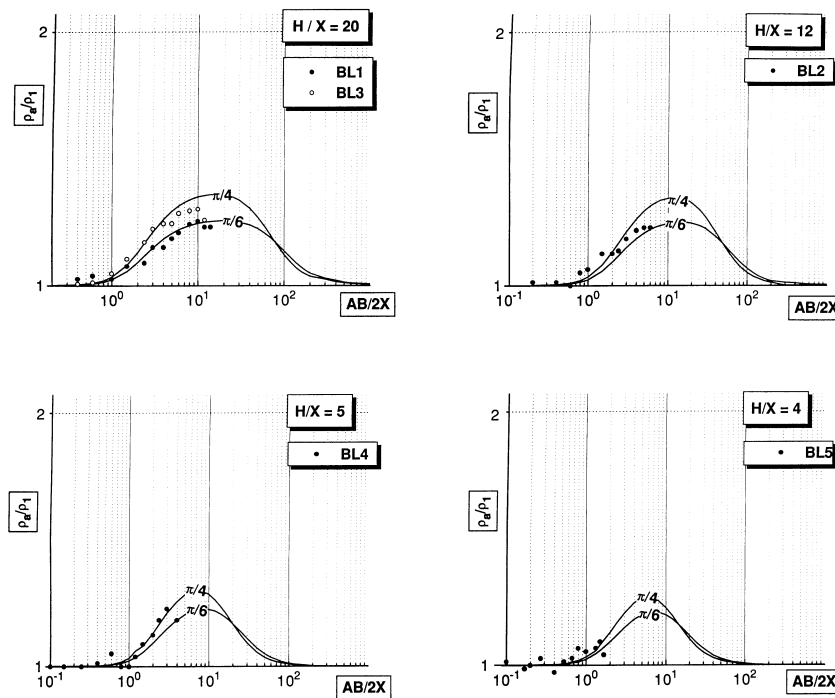 2
H / X = 20
BL1
BL3
ρa/ρ1
π/4
π/6
1
10^0
10^1
10^2
AB/2X
2
H/X = 12
BL2
ρa/ρ1
π/4
π/6
1
10^-1
10^0
10^1
10^2
AB/2X
2
H/X = 5
BL4
ρa/ρ1
π/4
π/6
1
10^-1
10^0
10^1
10^2
AB/2X
2
H/X = 4
BL5
ρa/ρ1
π/4
π/6
1
10^-1
10^0
10^1
10^2
AB/2X